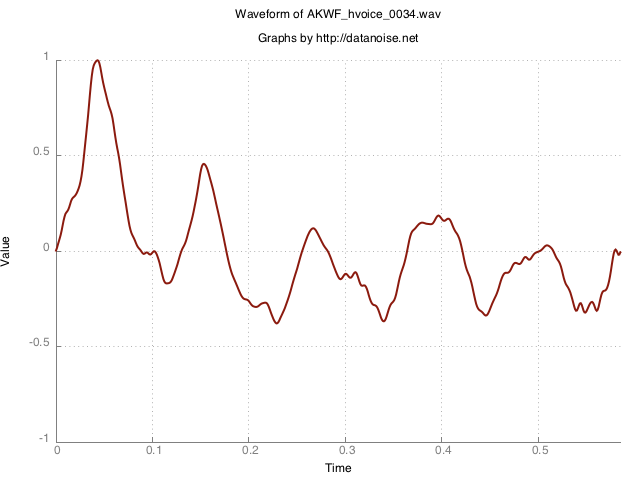 Waveform of AKWF_hvoice_0034.wav
Graphs by http://datanoise.net
1
0.5
0
-0.5
-1
Value
0 0.1 0.2 0.3 0.4 0.5
Time